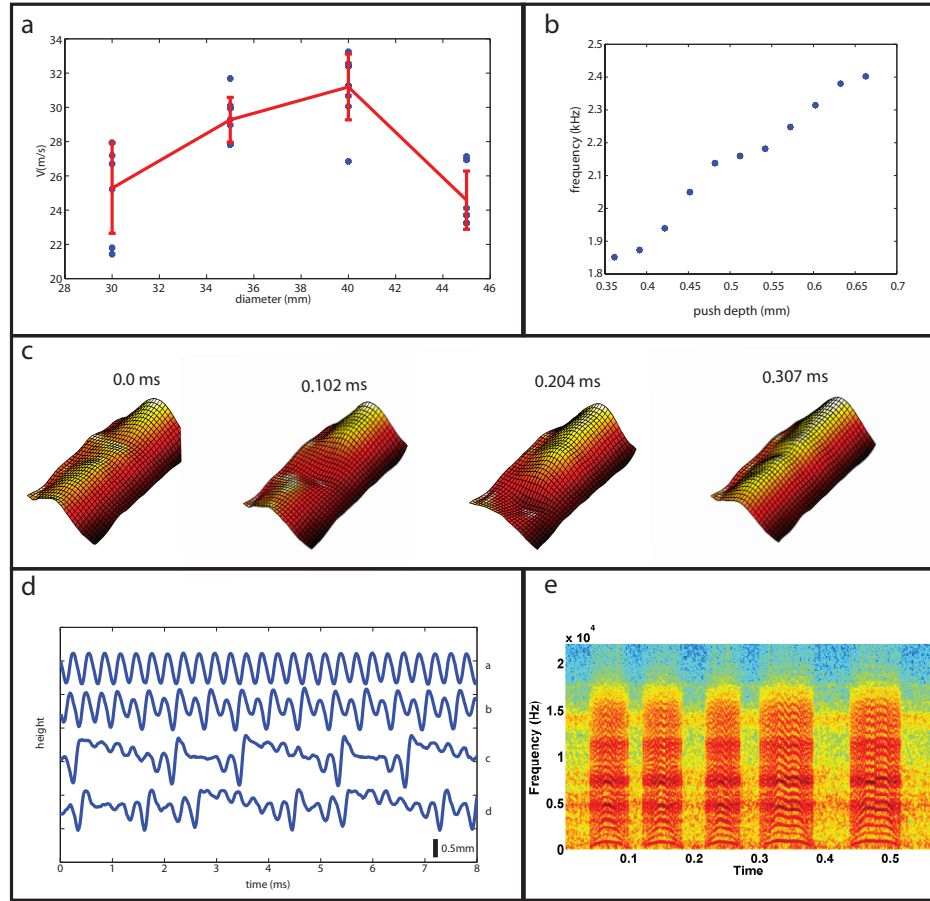 a
V(m/s)
34
32
30
28
26
24
22
20
28 30 32 34 36 38 40 42 44 46
diameter (mm)
b
frequency (kHz)
2.5
2.4
2.3
2.2
2.1
2
1.9
1.8
0.35 0.4 0.45 0.5 0.55 0.6 0.65 0.7
push depth (mm)
c
0.0 ms
0.102 ms
0.204 ms
0.307 ms
d
height
a
b
c
d
0.5mm
0 1 2 3 4 5 6 7 8
time (ms)
e
x 10^4
Frequency (Hz)
2
1.5
1
0.5
0
0.1 0.2 0.3 0.4 0.5
Time